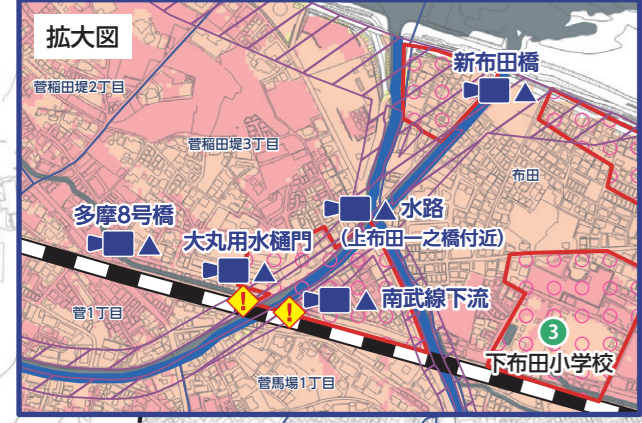 拡大図
新布田橋
菅稲田堤2丁目
菅稲田堤3丁目
布田
多摩8号橋
水路
(上布田一之橋付近)
大丸用水樋門
!
!
南武線下流
菅1丁目
3
下布田小学校
菅馬場1丁目